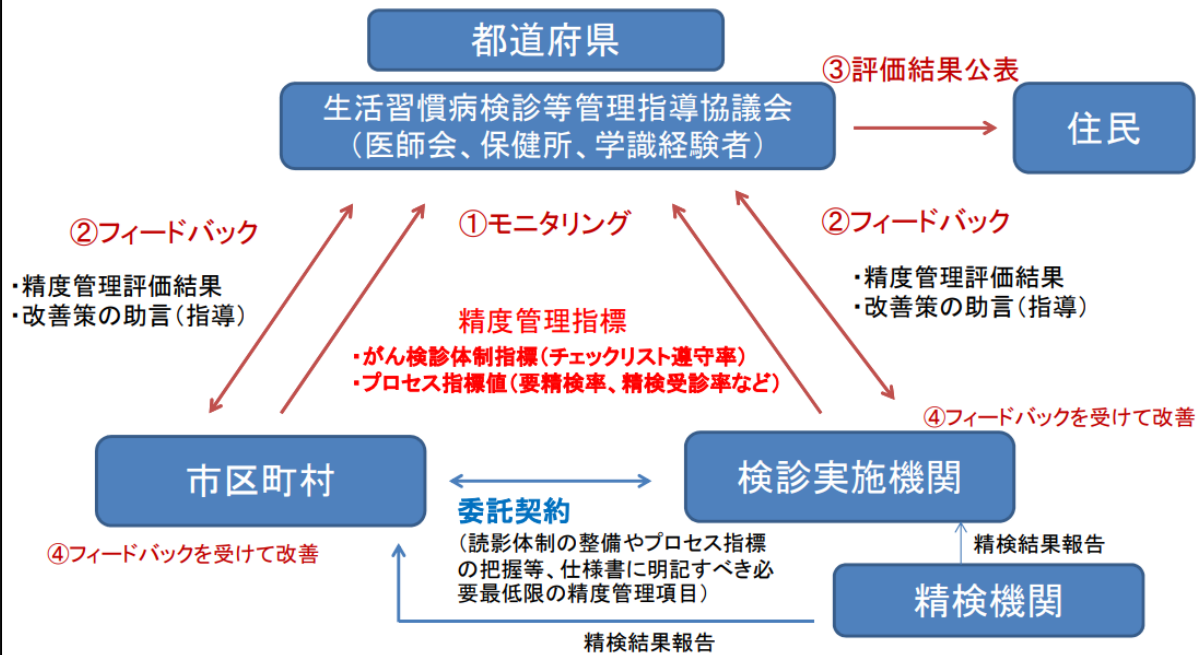 都道府県
③評価結果公表
生活習慣病検診等管理指導協議会
（医師会、保健所、学識経験者）
住民
②フィードバック
・精度管理評価結果
・改善策の助言（指導）
①モニタリング
②フィードバック
・精度管理評価結果
・改善策の助言（指導）
精度管理指標
・がん検診体制指標（チェックリスト遵守率）
・プロセス指標値（要精検率、精検受診率など）
④フィードバックを受けて改善
市区町村
検診実施機関
④フィードバックを受けて改善
委託契約
（読影体制の整備やプロセス指標
の把握等、仕様書に明記すべき必
要最低限の精度管理項目）
精検結果報告
精検機関
精検結果報告